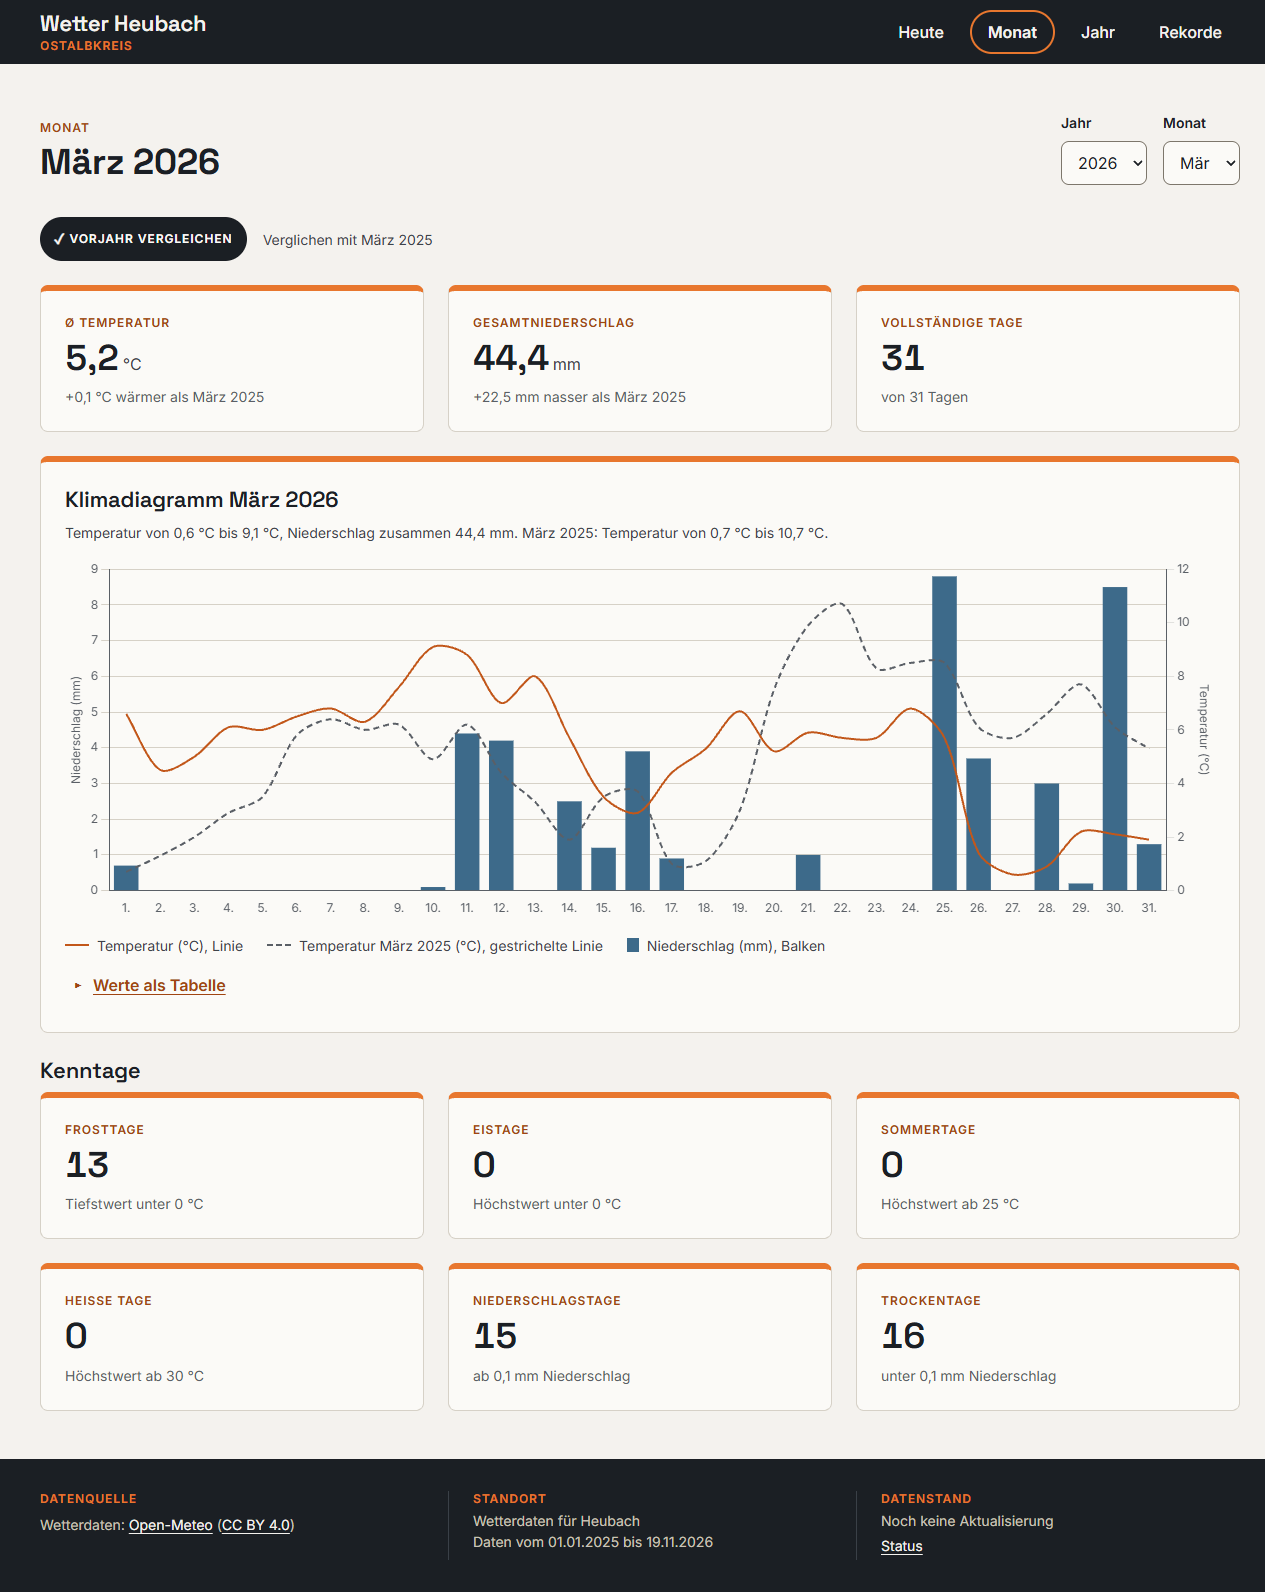 Wetter Heubach
OSTALBKREIS
Heute Monat Jahr Rekorde
MONAT
März 2026
Jahr Monat
2026 Mär
✓ VORJAHR VERGLEICHEN Verglichen mit März 2025
Ø TEMPERATUR
5,2 °C
+0,1 °C wärmer als März 2025
GESAMTNIEDERSCHLAG
44,4 mm
+22,5 mm nasser als März 2025
VOLLSTÄNDIGE TAGE
31
von 31 Tagen
Klimadiagramm März 2026
Temperatur von 0,6 °C bis 9,1 °C, Niederschlag zusammen 44,4 mm. März 2025: Temperatur von 0,7 °C bis 10,7 °C.
Niederschlag (mm)
9
8
7
6
5
4
3
2
1
0
12
10
8
6
4
2
0
Temperatur (°C)
1. 2. 3. 4. 5. 6. 7. 8. 9. 10. 11. 12. 13. 14. 15. 16. 17. 18. 19. 20. 21. 22. 23. 24. 25. 26. 27. 28. 29. 30. 31.
Temperatur (°C), Linie Temperatur März 2025 (°C), gestrichelte Linie Niederschlag (mm), Balken
Werte als Tabelle
Kenntage
FROSTTAGE
13
Tiefstwert unter 0 °C
EISTAGE
0
Höchstwert unter 0 °C
SOMMERTAGE
0
Höchstwert ab 25 °C
HEISSE TAGE
0
Höchstwert ab 30 °C
NIEDERSCHLAGSTAGE
15
ab 0,1 mm Niederschlag
TROCKENTAGE
16
unter 0,1 mm Niederschlag
DATENQUELLE
Wetterdaten: Open-Meteo (CC BY 4.0)
STANDORT
Wetterdaten für Heubach
Daten vom 01.01.2025 bis 19.11.2026
DATENSTAND
Noch keine Aktualisierung
Status